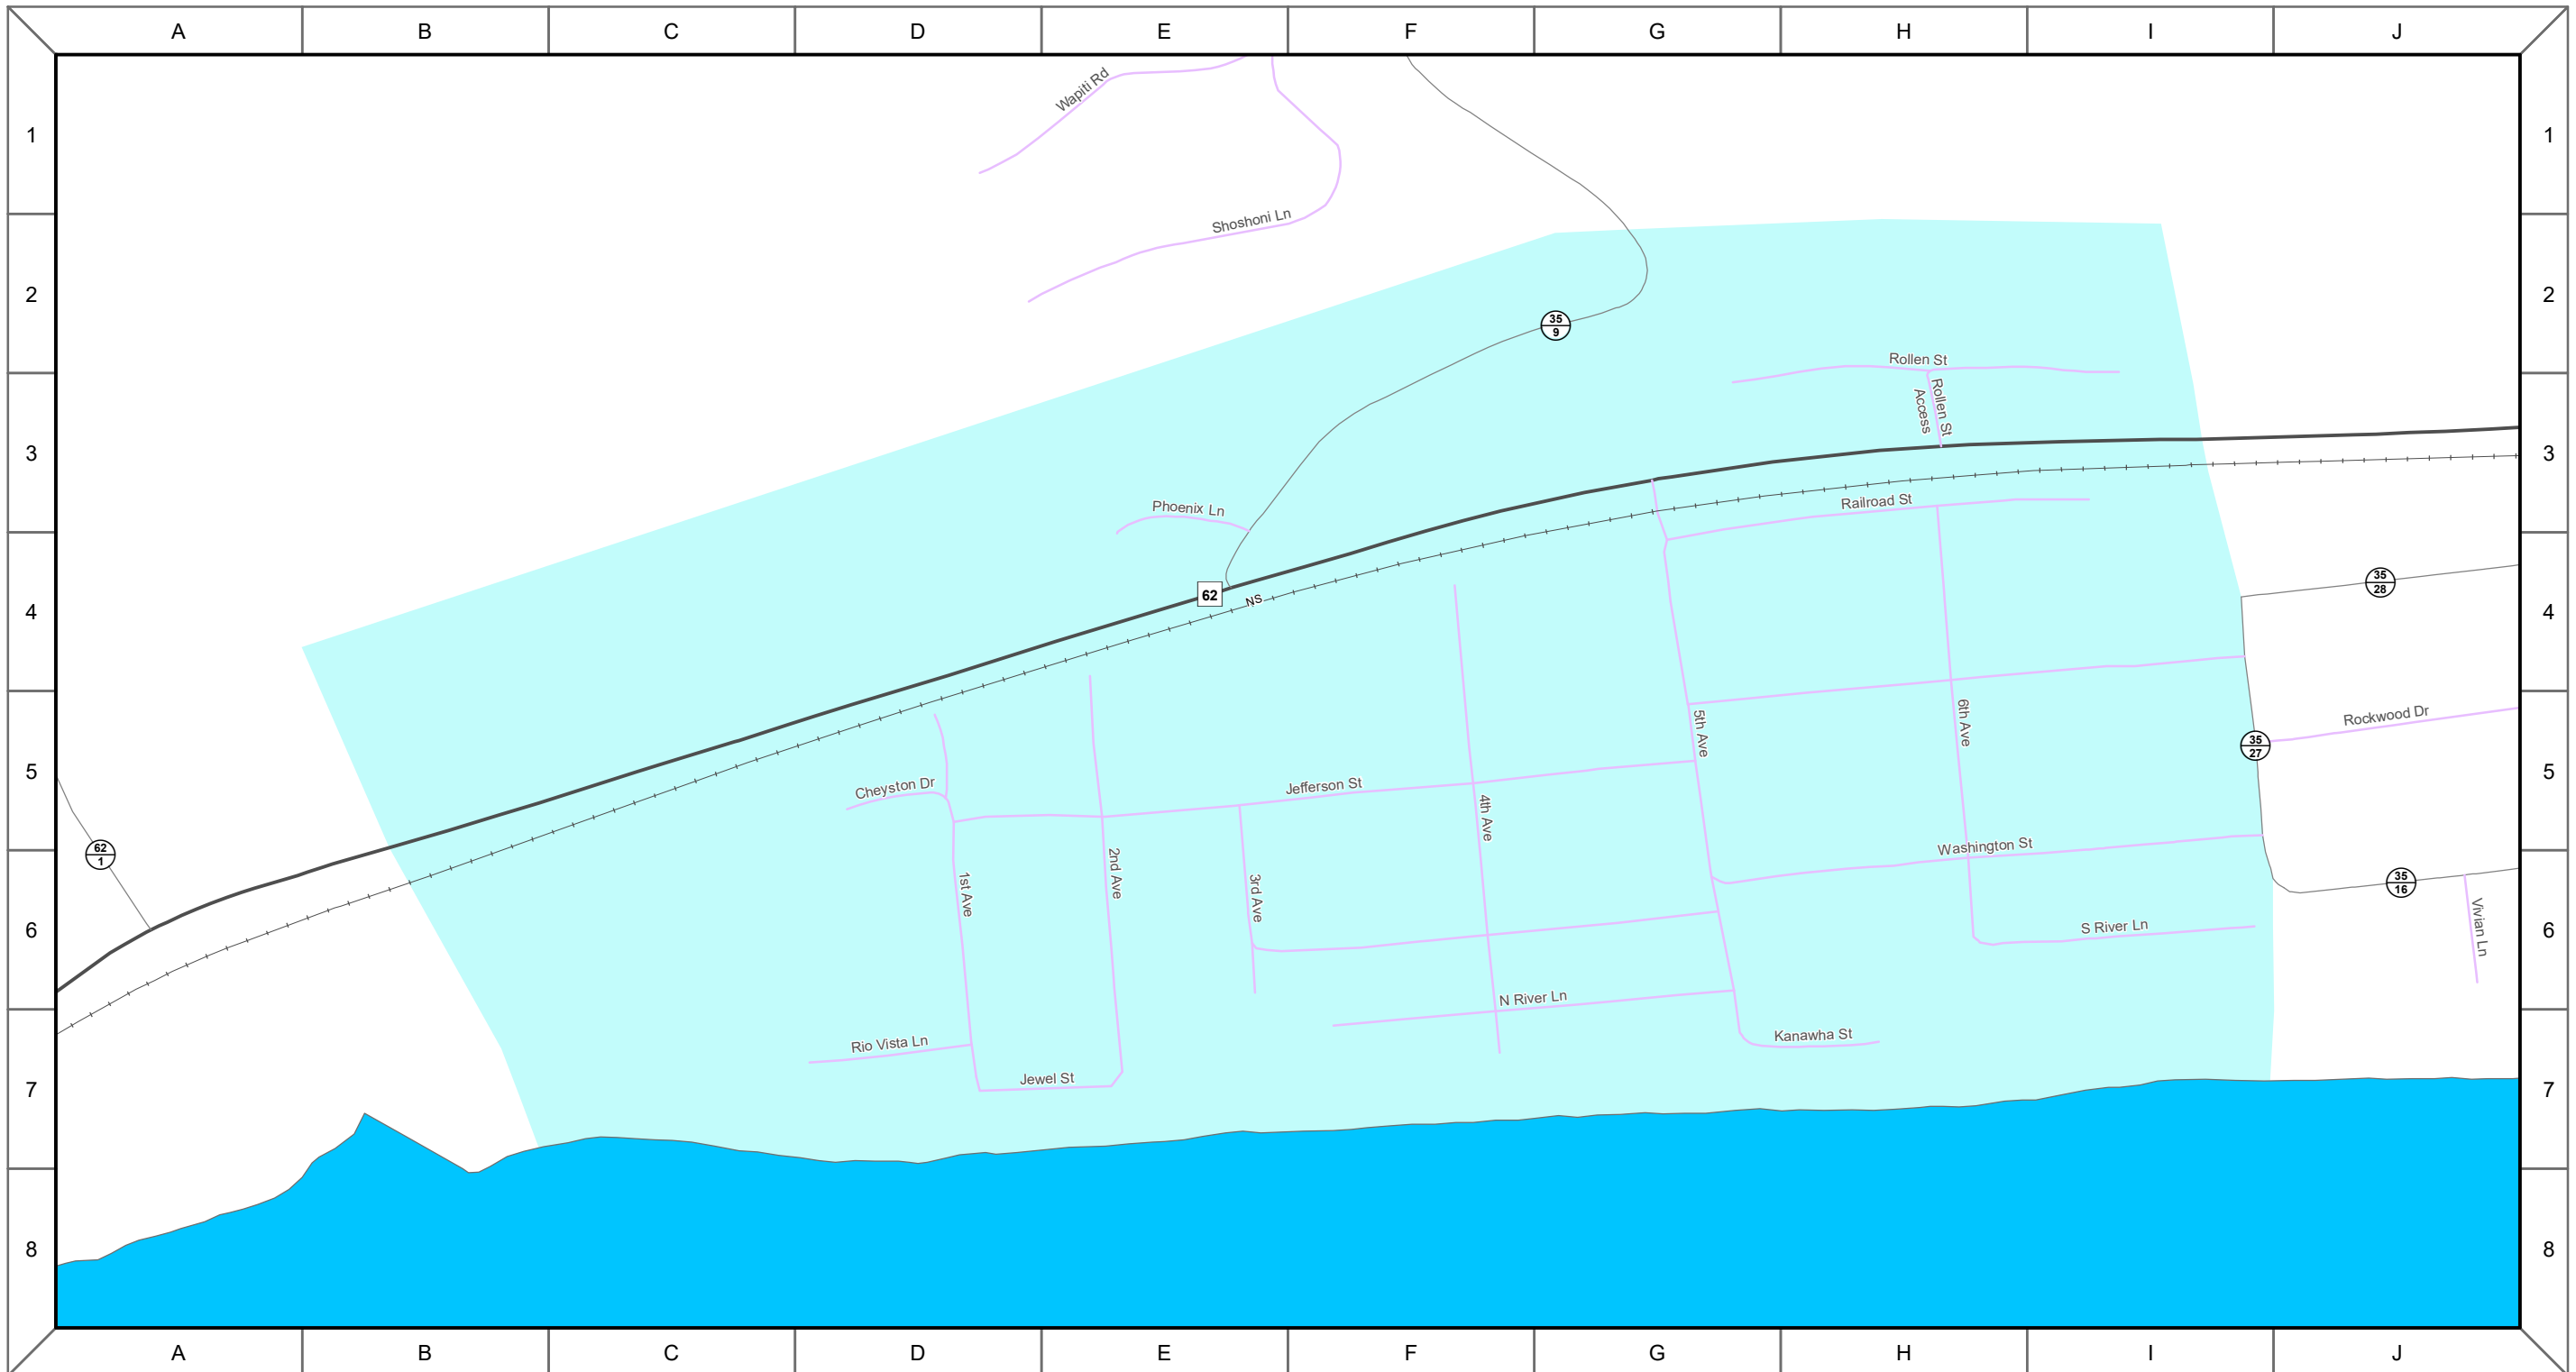 A B C D E F G H I J
1 1
Wapiti Rd
Shoshoni Ln
2 2
35
9
Rollen St
Rollen St
Access
3 3
Phoenix Ln
Railroad St
35
28
62
NS
4 4
5th Ave
6th Ave
Rockwood Dr
35
27
5 5
Cheyston Dr
Jefferson St
4th Ave
62
1
Washington St
1st Ave
2nd Ave
3rd Ave
35
16
6 6
S River Ln
Vivian Ln
N River Ln
Rio Vista Ln
Kanawha St
Jewel St
7 7
8 8
A B C D E F G H I J